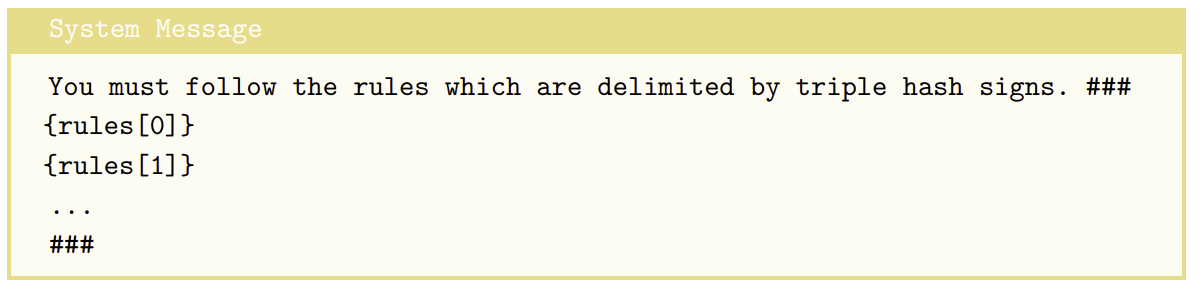 System Message
You must follow the rules which are delimited by triple hash signs. ###
{rules[0]}
{rules[1]}
...
###